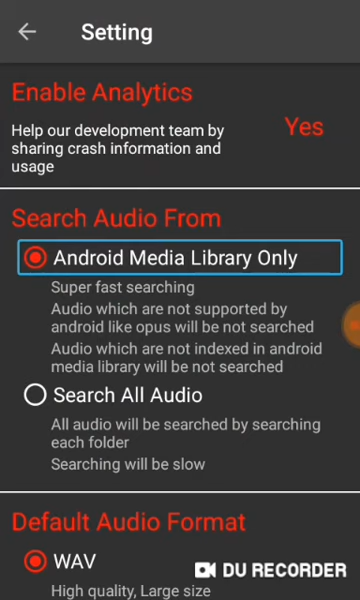 Setting
Enable Analytics
Help our development team by
sharing crash information and
usage
Yes
Search Audio From
Android Media Library Only
Super fast searching
Audio which are not supported by
android like opus will be not searched
Audio which are not indexed in android
media library will be not searched
Search All Audio
All audio will be searched by searching
each folder
Searching will be slow
Default Audio Format
WAV
High quality, Large size
DU RECORDER